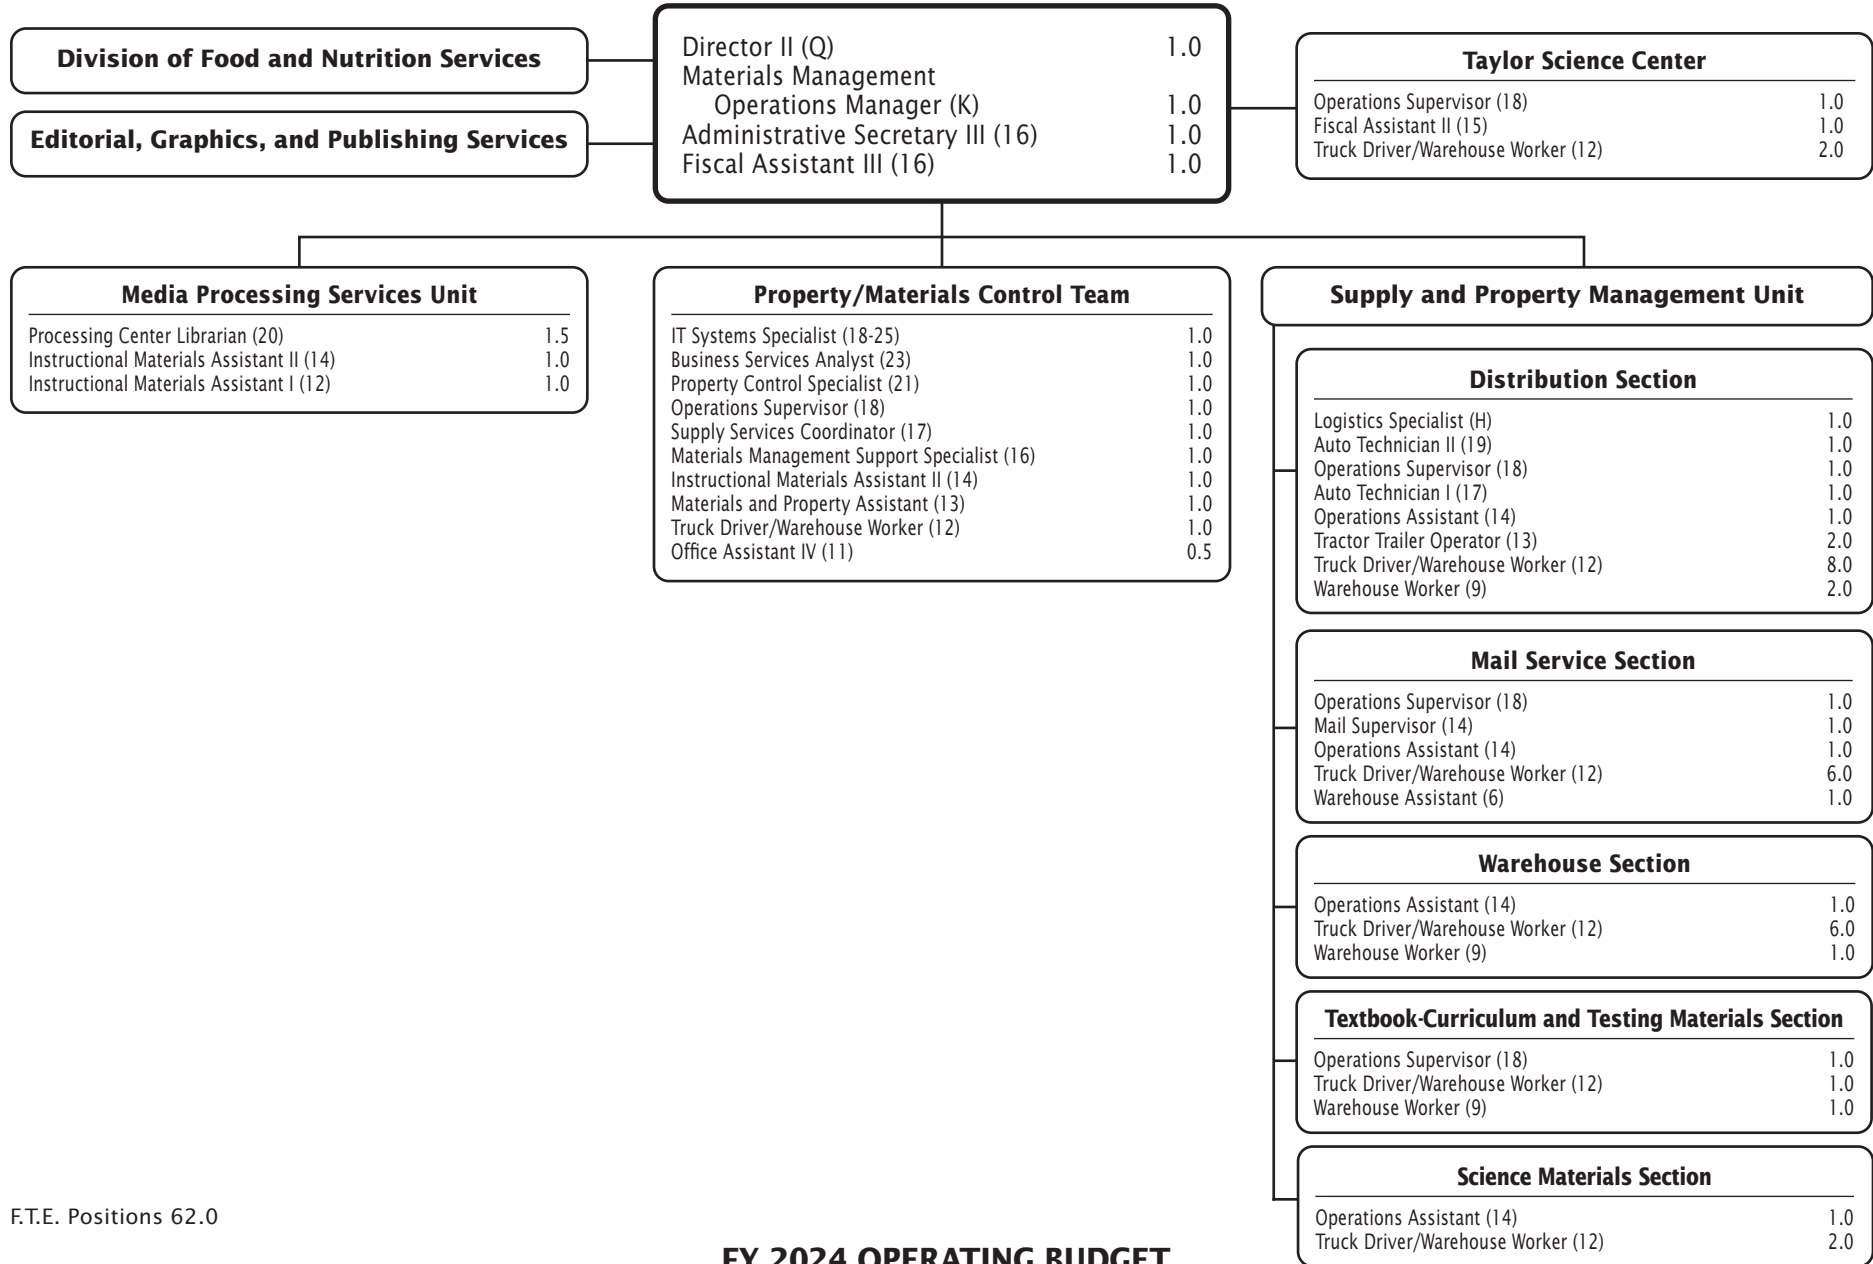 Division of Food and Nutrition Services
Editorial, Graphics, and Publishing Services
Director II (Q) 1.0
Materials Management
Operations Manager (K) 1.0
Administrative Secretary III (16) 1.0
Fiscal Assistant III (16) 1.0
Taylor Science Center
Operations Supervisor (18) 1.0
Fiscal Assistant II (15) 1.0
Truck Driver/Warehouse Worker (12) 2.0
Media Processing Services Unit
Processing Center Librarian (20) 1.5
Instructional Materials Assistant II (14) 1.0
Instructional Materials Assistant I (12) 1.0
Property/Materials Control Team
IT Systems Specialist (18-25) 1.0
Business Services Analyst (23) 1.0
Property Control Specialist (21) 1.0
Operations Supervisor (18) 1.0
Supply Services Coordinator (17) 1.0
Materials Management Support Specialist (16) 1.0
Instructional Materials Assistant II (14) 1.0
Materials and Property Assistant (13) 1.0
Truck Driver/Warehouse Worker (12) 1.0
Office Assistant IV (11) 0.5
Supply and Property Management Unit
Distribution Section
Logistics Specialist (H) 1.0
Auto Technician II (19) 1.0
Operations Supervisor (18) 1.0
Auto Technician I (17) 1.0
Operations Assistant (14) 1.0
Tractor Trailer Operator (13) 2.0
Truck Driver/Warehouse Worker (12) 8.0
Warehouse Worker (9) 2.0
Mail Service Section
Operations Supervisor (18) 1.0
Mail Supervisor (14) 1.0
Operations Assistant (14) 1.0
Truck Driver/Warehouse Worker (12) 6.0
Warehouse Assistant (6) 1.0
Warehouse Section
Operations Assistant (14) 1.0
Truck Driver/Warehouse Worker (12) 6.0
Warehouse Worker (9) 1.0
Textbook-Curriculum and Testing Materials Section
Operations Supervisor (18) 1.0
Truck Driver/Warehouse Worker (12) 1.0
Warehouse Worker (9) 1.0
Science Materials Section
Operations Assistant (14) 1.0
Truck Driver/Warehouse Worker (12) 2.0
F.T.E. Positions 62.0
FY 2024 OPERATING BUDGET